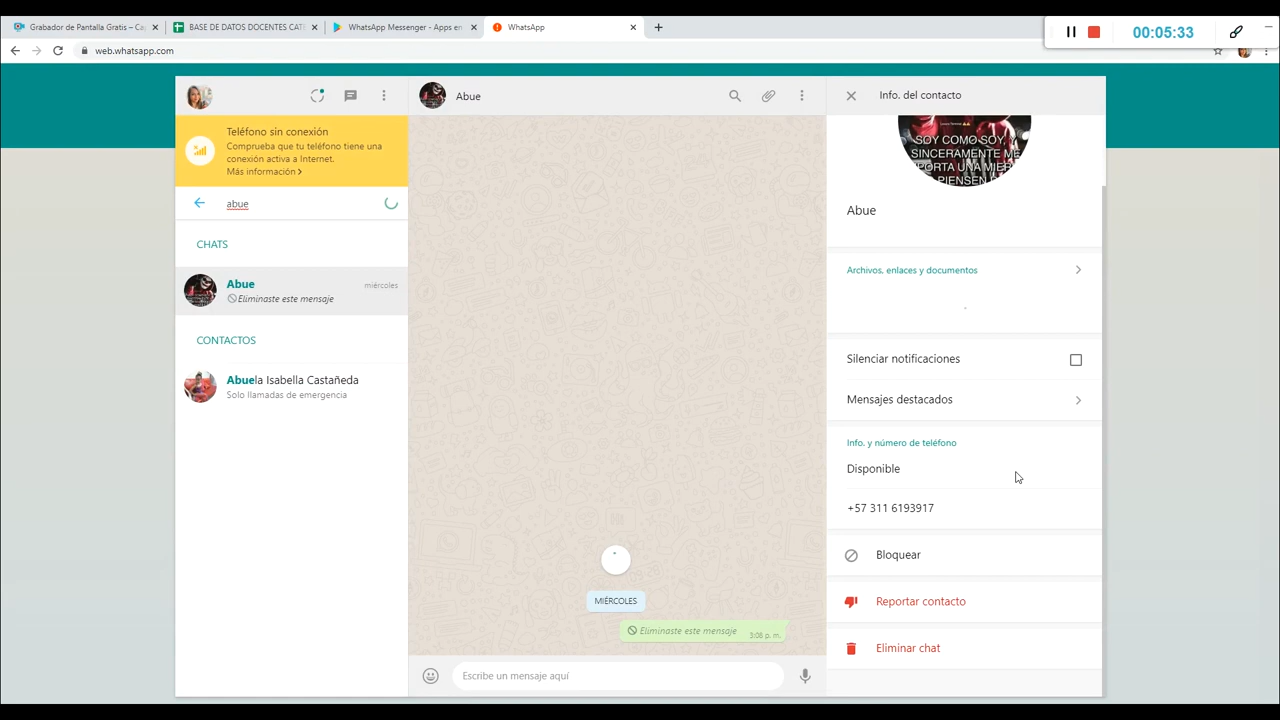 Grabador de Pantalla Gratis – Ca
BASE DE DATOS DOCENTES CATE
WhatsApp Messenger - Apps en
WhatsApp
00:05:33
web.whatsapp.com
Teléfono sin conexión
Comprueba que tu teléfono tiene una
conexión activa a Internet.
Más información
abue
CHATS
Abue
miércoles
Eliminaste este mensaje
CONTACTOS
Abuela Isabella Castañeda
Solo llamadas de emergencia
Abue
MIÉRCOLES
Eliminaste este mensaje
3:08 p. m.
Escribe un mensaje aquí
Info. del contacto
SOY COMO SOY, Y
SINCERAMENTE ME
PORTA UNA MIER
PIENSEN
Abue
Archivos, enlaces y documentos
Silenciar notificaciones
Mensajes destacados
Info. y número de teléfono
Disponible
+57 311 6193917
Bloquear
Reportar contacto
Eliminar chat